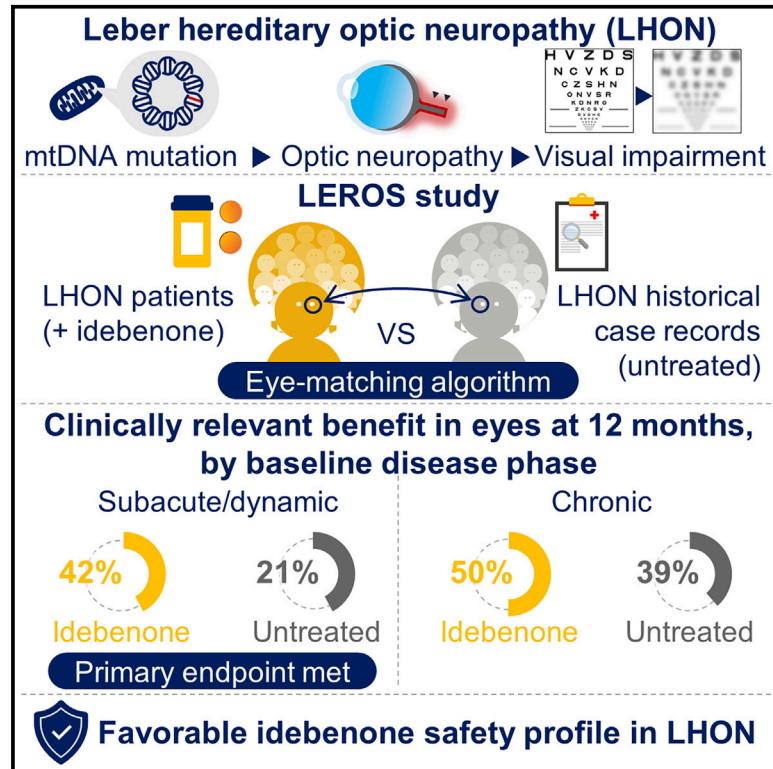 Leber hereditary optic neuropathy (LHON)
H V Z D S
N C V K D
C Z S H N
O N V S R
K D N R O
Z K C S V
mtDNA mutation ▶ Optic neuropathy ▶ Visual impairment
LEROS study
LHON patients
(+ idebenone)
VS
LHON historical
case records
(untreated)
Eye-matching algorithm
Clinically relevant benefit in eyes at 12 months,
by baseline disease phase
Subacute/dynamic
Chronic
42%
21%
50%
39%
Idebenone
Untreated
Idebenone
Untreated
Primary endpoint met
Favorable idebenone safety profile in LHON